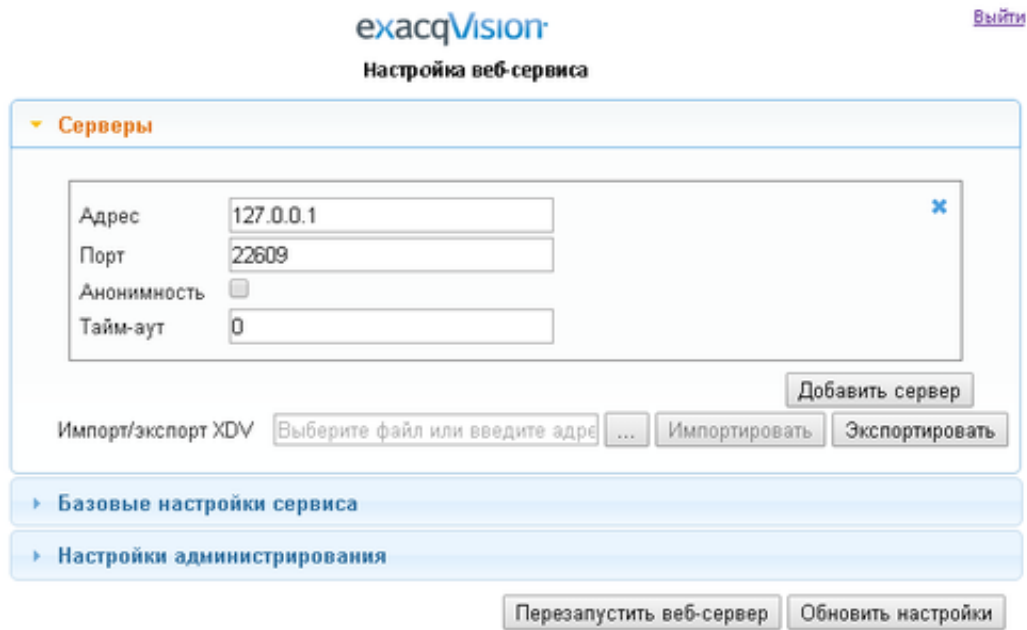 exacqVision
Выйти
Настройка веб-сервиса
Серверы
Адрес 127.0.0.1
Порт 22609
Анонимность
Тайм-аут 0
Добавить сервер
Импорт/экспорт XDV Выберите файл или введите адре ... Импортировать Экспортировать
Базовые настройки сервиса
Настройки администрирования
Перезапустить веб-сервер Обновить настройки